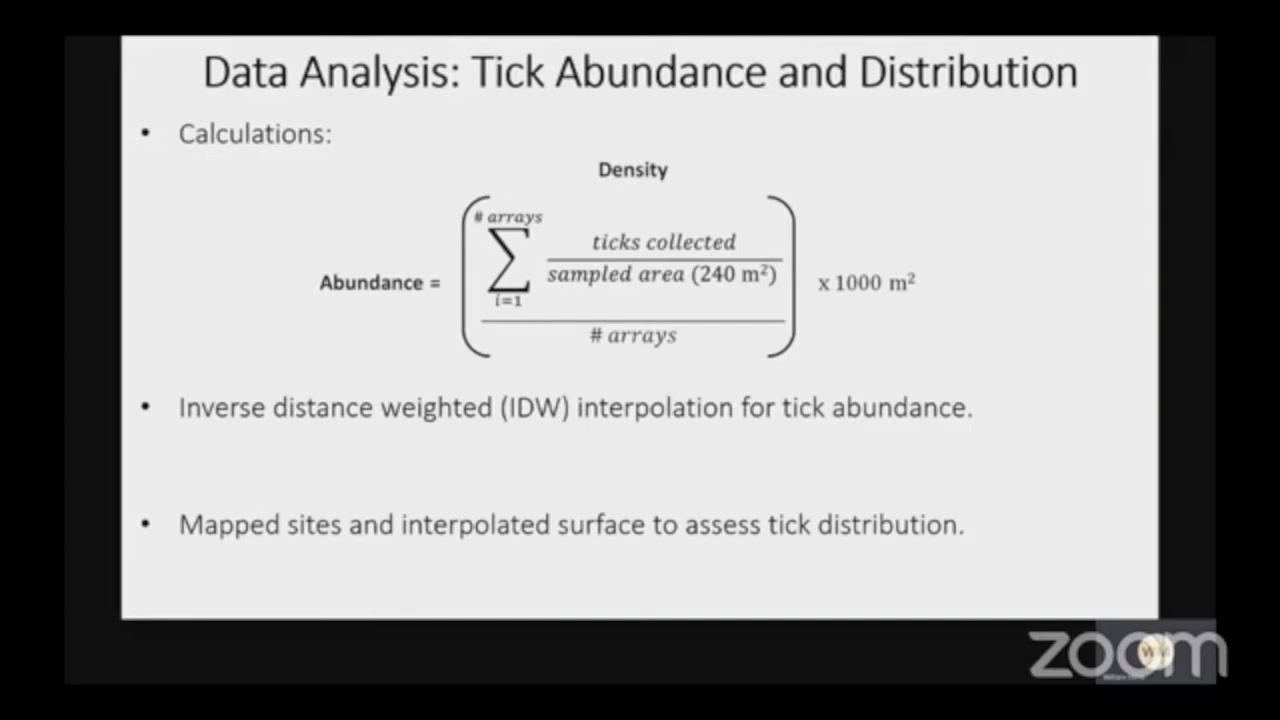 Data Analysis: Tick Abundance and Distribution
• Calculations:
Density
# arrays
∑
i=1
ticks collected
sampled area (240 m²)
# arrays
Abundance =
x 1000 m²
• Inverse distance weighted (IDW) interpolation for tick abundance.
• Mapped sites and interpolated surface to assess tick distribution.
zoom